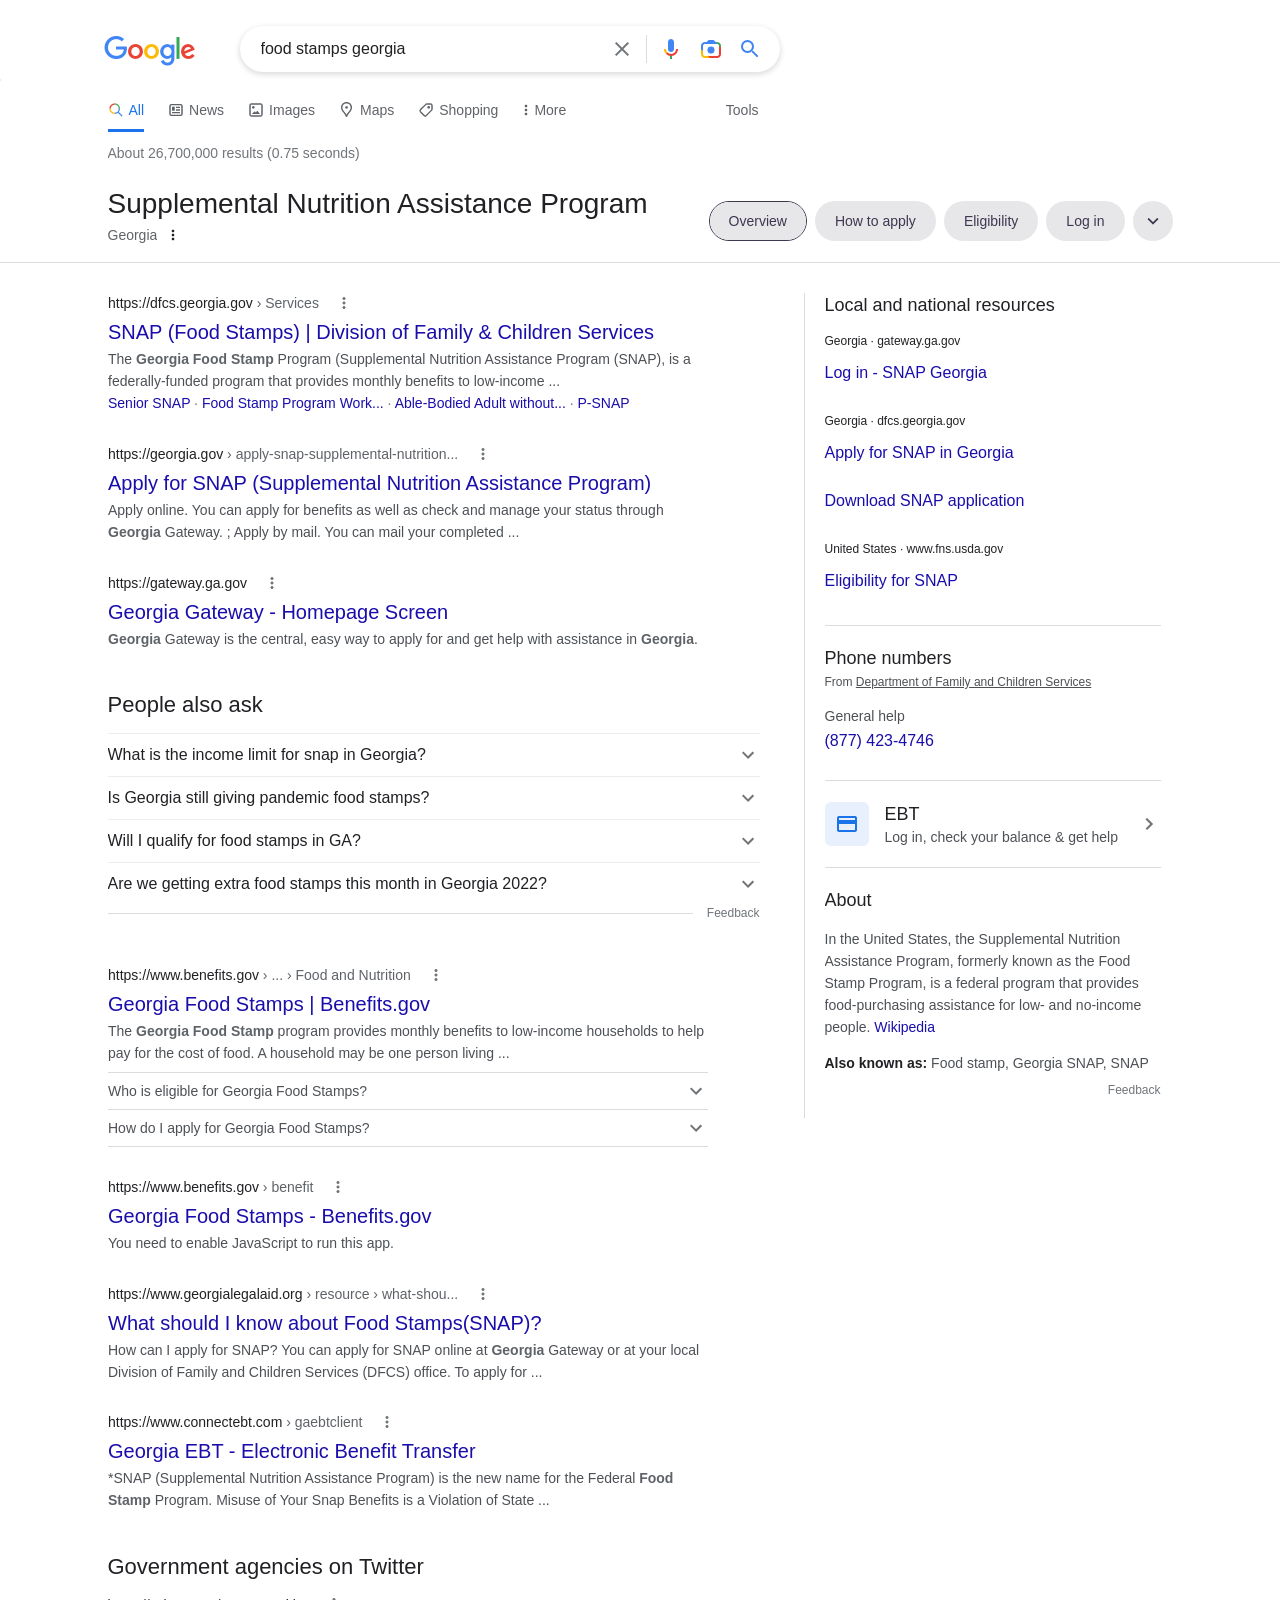 Google
food stamps georgia
All
News
Images
Maps
Shopping
More
Tools
About 26,700,000 results (0.75 seconds)
Supplemental Nutrition Assistance Program
Georgia
Overview
How to apply
Eligibility
Log in
https://dfcs.georgia.gov › Services
SNAP (Food Stamps) | Division of Family & Children Services
The Georgia Food Stamp Program (Supplemental Nutrition Assistance Program (SNAP), is a
federally-funded program that provides monthly benefits to low-income ...
Senior SNAP · Food Stamp Program Work... · Able-Bodied Adult without... · P-SNAP
https://georgia.gov › apply-snap-supplemental-nutrition...
Apply for SNAP (Supplemental Nutrition Assistance Program)
Apply online. You can apply for benefits as well as check and manage your status through
Georgia Gateway. ; Apply by mail. You can mail your completed ...
https://gateway.ga.gov
Georgia Gateway - Homepage Screen
Georgia Gateway is the central, easy way to apply for and get help with assistance in Georgia.
People also ask
What is the income limit for snap in Georgia?
Is Georgia still giving pandemic food stamps?
Will I qualify for food stamps in GA?
Are we getting extra food stamps this month in Georgia 2022?
Feedback
https://www.benefits.gov › ... › Food and Nutrition
Georgia Food Stamps | Benefits.gov
The Georgia Food Stamp program provides monthly benefits to low-income households to help
pay for the cost of food. A household may be one person living ...
Who is eligible for Georgia Food Stamps?
How do I apply for Georgia Food Stamps?
https://www.benefits.gov › benefit
Georgia Food Stamps - Benefits.gov
You need to enable JavaScript to run this app.
https://www.georgialegalaid.org › resource › what-shou...
What should I know about Food Stamps(SNAP)?
How can I apply for SNAP? You can apply for SNAP online at Georgia Gateway or at your local
Division of Family and Children Services (DFCS) office. To apply for ...
https://www.connectebt.com › gaebtclient
Georgia EBT - Electronic Benefit Transfer
*SNAP (Supplemental Nutrition Assistance Program) is the new name for the Federal Food
Stamp Program. Misuse of Your Snap Benefits is a Violation of State ...
Government agencies on Twitter
Local and national resources
Georgia · gateway.ga.gov
Log in - SNAP Georgia
Georgia · dfcs.georgia.gov
Apply for SNAP in Georgia
Download SNAP application
United States · www.fns.usda.gov
Eligibility for SNAP
Phone numbers
From Department of Family and Children Services
General help
(877) 423-4746
EBT
Log in, check your balance & get help
About
In the United States, the Supplemental Nutrition
Assistance Program, formerly known as the Food
Stamp Program, is a federal program that provides
food-purchasing assistance for low- and no-income
people. Wikipedia
Also known as: Food stamp, Georgia SNAP, SNAP
Feedback